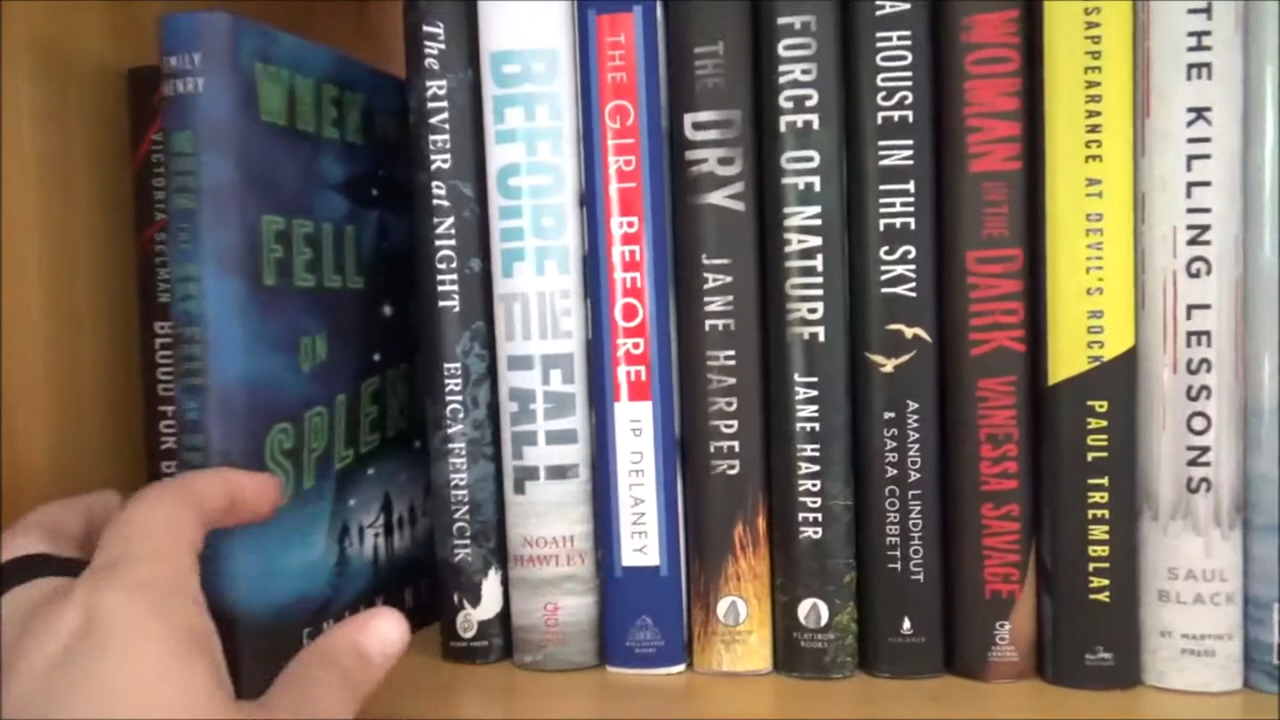 VICTORIA SELMAN
EMILY
HENRY
WHEN
FELL
ON
SPLEN
The RIVER at NIGHT
ERICA FERENCIK
BEFORE
THE FALL
NOAH
HAWLEY
THE GIRL BEFORE
JP DELANEY
THE DRY
JANE HARPER
FORCE OF NATURE
JANE HARPER
FLATIRON
BOOKS
A HOUSE IN THE SKY
AMANDA LINDHOUT
& SARA CORBETT
WOMAN IN THE DARK
VANESSA SAVAGE
SAPPEARANCE AT DEVIL'S ROCK
PAUL TREMBLAY
THE KILLING LESSONS
SAUL
BLACK
ST. MARTIN'S
PRESS